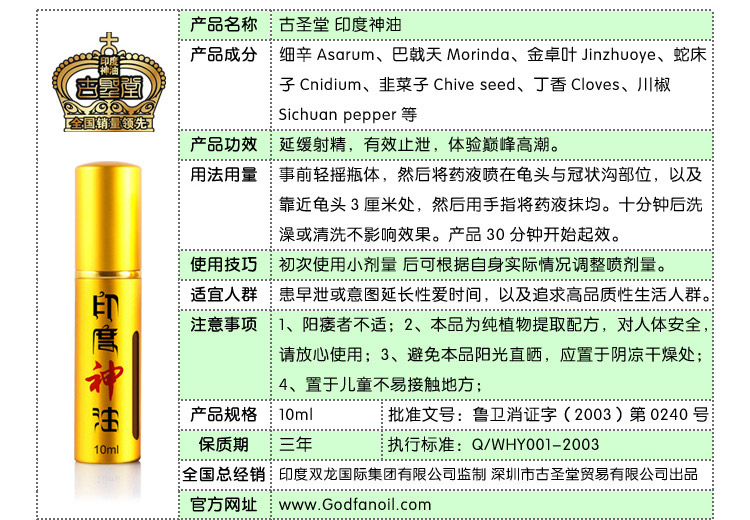 印度
神油
古圣堂
全国销量领先
印度神油
10ml
产品名称 古圣堂 印度神油
产品成分 细辛 Asarum、巴戟天 Morinda、金卓叶 Jinzhuoye、蛇床
子 Cnidium、韭菜子 Chive seed、丁香 Cloves、川椒
Sichuan pepper 等
产品功效 延缓射精，有效止泄，体验巅峰高潮。
用法用量 事前轻摇瓶体，然后将药液喷在龟头与冠状沟部位，以及
靠近龟头 3 厘米处，然后用手指将药液抹均。十分钟后洗
澡或清洗不影响效果。产品 30 分钟开始起效。
使用技巧 初次使用小剂量 后可根据自身实际情况调整喷剂量。
适宜人群 患早泄或意图延长性爱时间，以及追求高品质性生活人群。
注意事项 1、阳痿者不适；2、本品为纯植物提取配方，对人体安全，
请放心使用；3、避免本品阳光直晒，应置于阴凉干燥处；
4、置于儿童不易接触地方；
产品规格 10ml 批准文号：鲁卫消证字（2003）第 0240 号
保质期 三年 执行标准：Q/WHY001-2003
全国总经销 印度双龙国际集团有限公司监制 深圳市古圣堂贸易有限公司出品
官方网址 www.Godfanoil.com